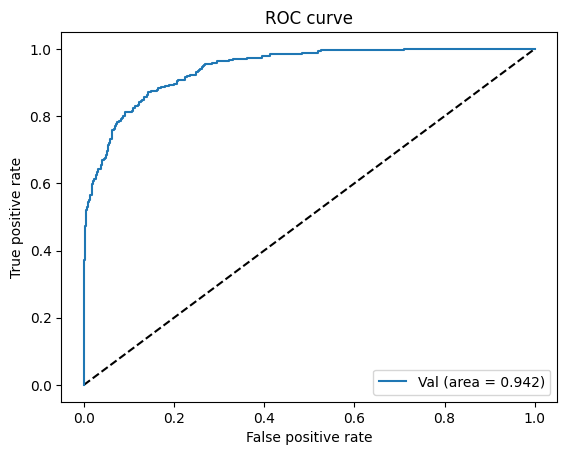 ROC curve
1.0
0.8
0.6
0.4
0.2
0.0
True positive rate
Val (area = 0.942)
0.0 0.2 0.4 0.6 0.8 1.0
False positive rate